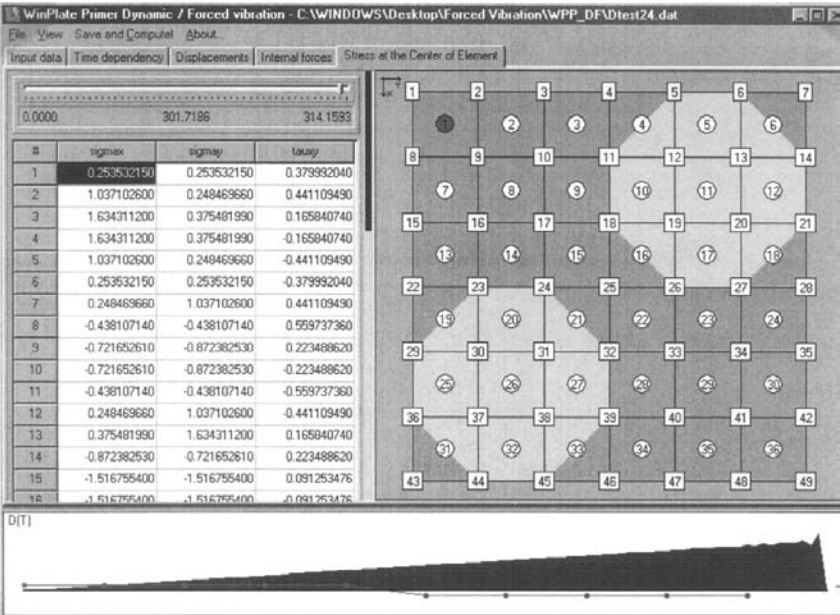 WinPlate Primer Dynamic / Forced vibration - C:\WINDOWS\Desktop\Forced Vibration\WPP_DF\Dtest24.dat
File View Save and Compute! About...
Input data Time dependency Displacements Internal forces Stress at the Center of Element
0.0000 301.7186 314.1593
# sigmax sigmay tauxy
1 0.253532150 0.253532150 0.379992040
2 1.037102600 0.248469660 0.441109490
3 1.634311200 0.375481990 0.165840740
4 1.634311200 0.375481990 -0.165840740
5 1.037102600 0.248469660 -0.441109490
6 0.253532150 0.253532150 -0.379992040
7 0.248469660 1.037102600 0.441109490
8 -0.438107140 -0.438107140 0.559737360
9 -0.721652610 -0.872382530 0.223488620
10 -0.721652610 -0.872382530 -0.223488620
11 -0.438107140 -0.438107140 -0.559737360
12 0.248469660 1.037102600 -0.441109490
13 0.375481990 1.634311200 0.165840740
14 -0.872382530 -0.721652610 0.223488620
15 -1.516755400 -1.516755400 0.091253476
16 -1.516755400 -1.516755400 -0.091253476
Y
x
1 2 3 4 5 6 7
1 2 3 4 5 6
8 9 10 11 12 13 14
7 8 9 10 11 12
15 16 17 18 19 20 21
13 14 15 16 17 18
22 23 24 25 26 27 28
19 20 21 22 23 24
29 30 31 32 33 34 35
25 26 27 28 29 30
36 37 38 39 40 41 42
31 32 33 34 35 36
43 44 45 46 47 48 49
D(T)